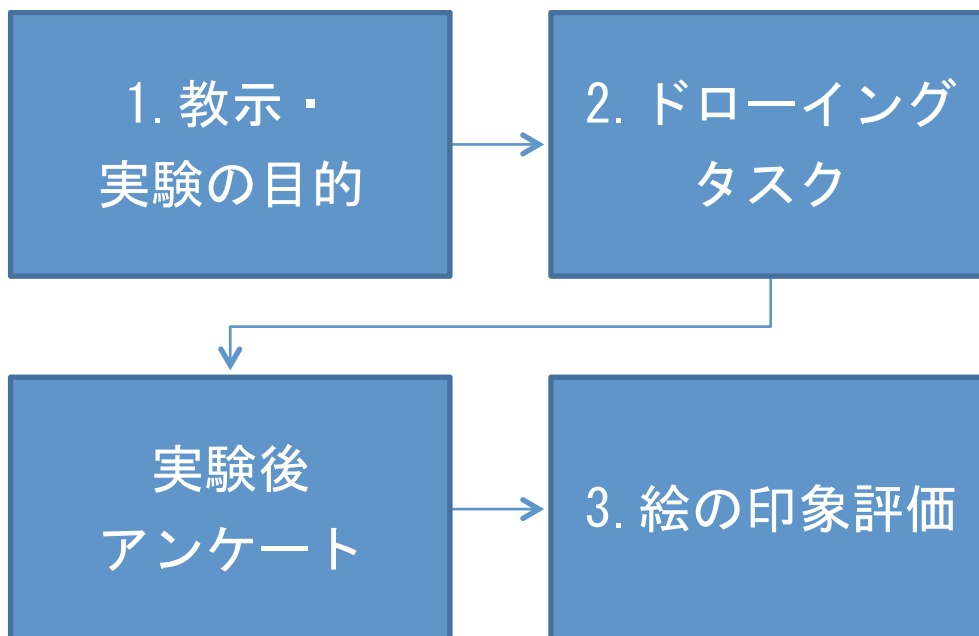 1. 教示・
実験の目的
2. ドローイング
タスク
実験後
アンケート
3. 絵の印象評価